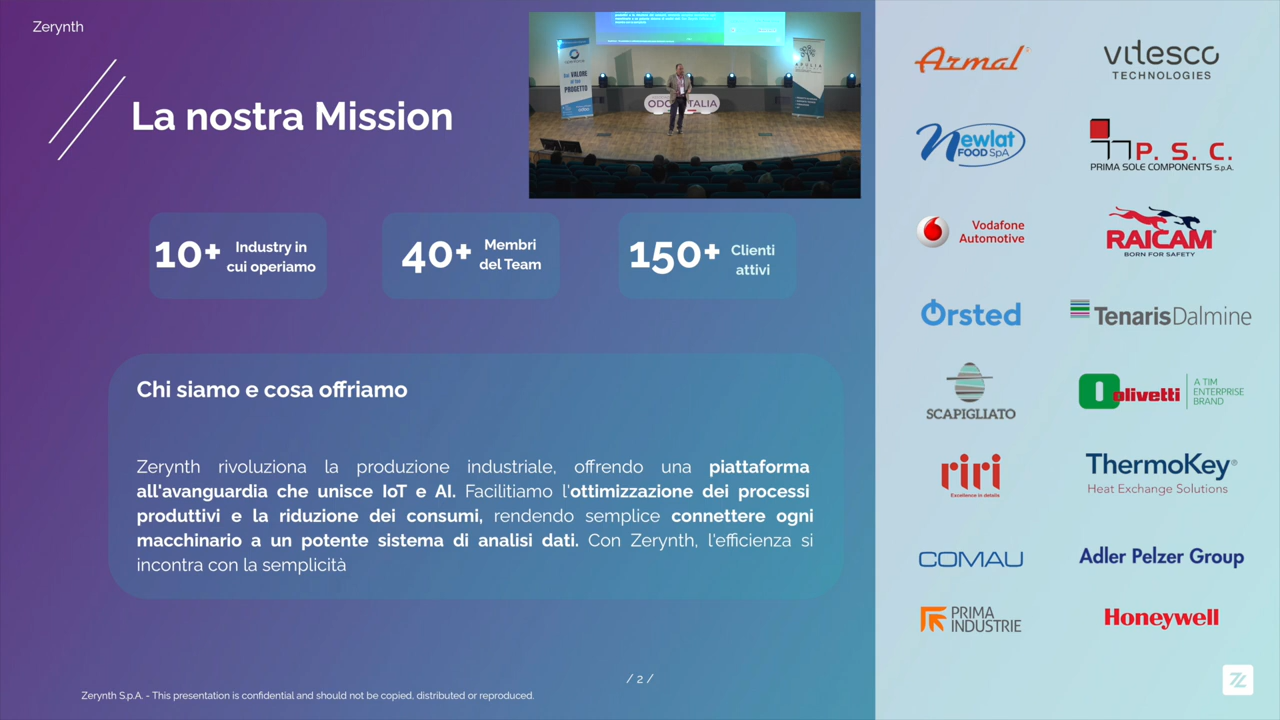 Zerynth
La nostra Mission
10+
Industry in
cui operiamo
40+
Membri
del Team
150+
Clienti
attivi
Chi siamo e cosa offriamo
Zerynth rivoluziona la produzione industriale, offrendo una piattaforma
all'avanguardia che unisce IoT e AI. Facilitiamo l'ottimizzazione dei processi
produttivi e la riduzione dei consumi, rendendo semplice connettere ogni
macchinario a un potente sistema di analisi dati. Con Zerynth, l'efficienza si
incontra con la semplicità
/ 2 /
Zerynth S.p.A. - This presentation is confidential and should not be copied, distributed or reproduced.
VALORE
PROGETTO
Armal
vitesco
TECHNOLOGIES
Newlat
FOOD SpA
P. S. C.
PRIMA SOLE COMPONENTS S.p.A.
Vodafone
Automotive
RAICAM
BORN FOR SAFETY
Ørsted
TenarisDalmine
SCAPIGLIATO
olivetti
A TIM
ENTERPRISE
BRAND
riri
Excellence in details
ThermoKey®
Heat Exchange Solutions
COMAU
Adler Pelzer Group
PRIMA
INDUSTRIE
Honeywell